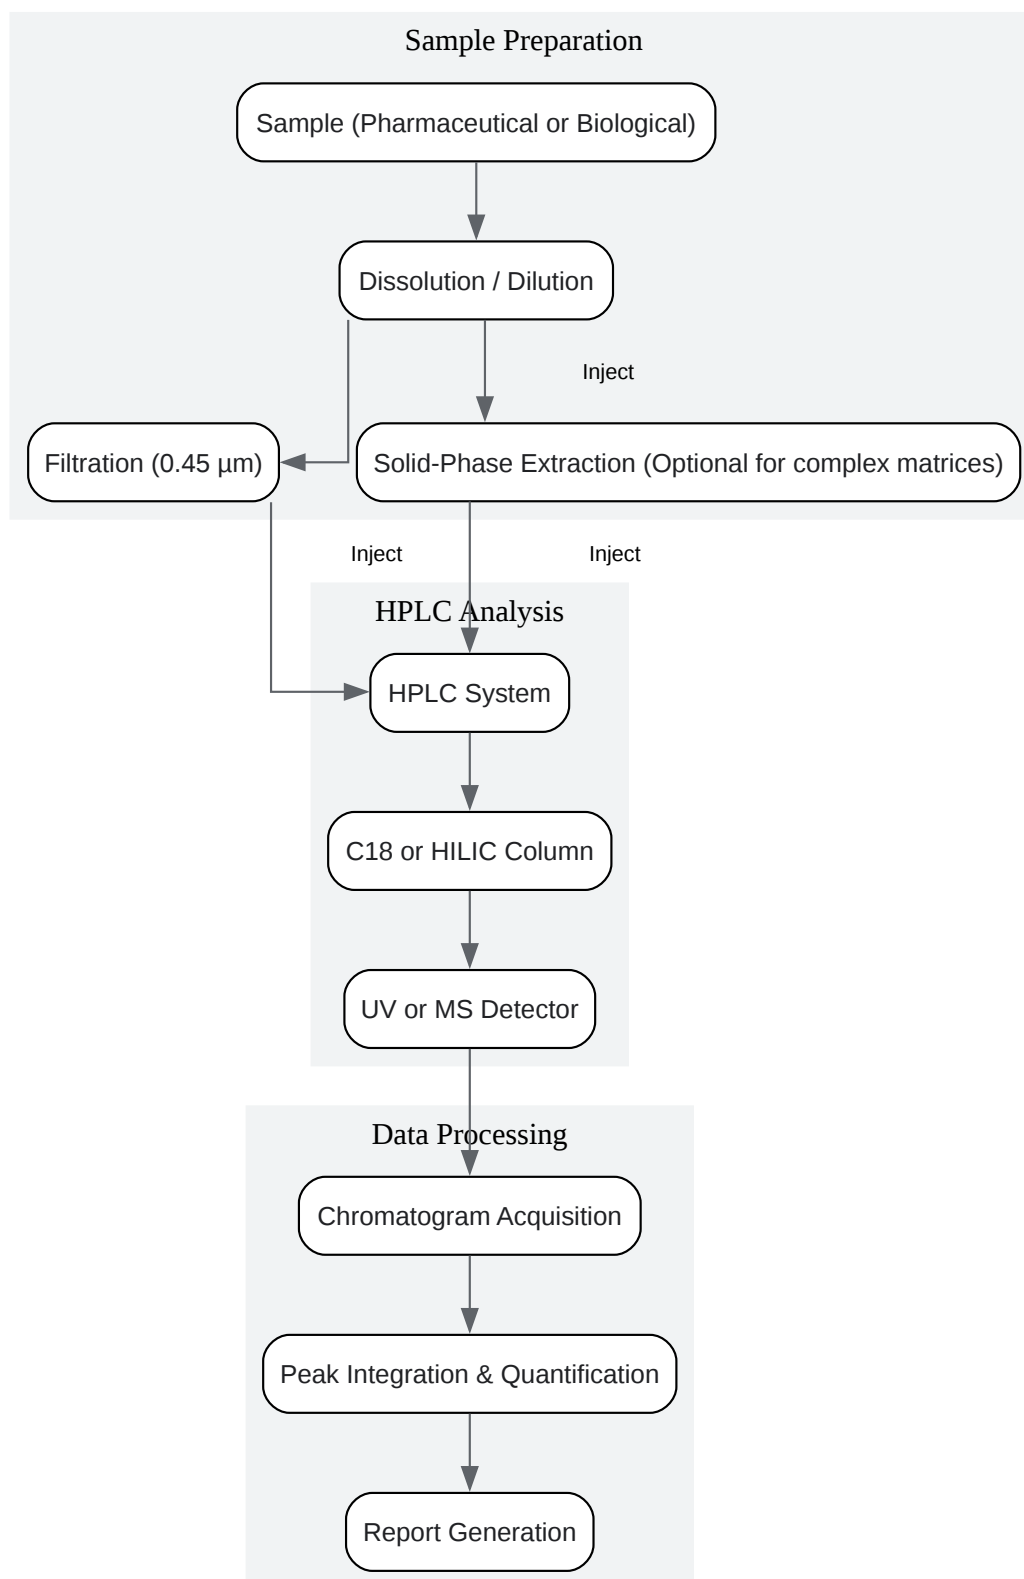 Sample Preparation
Sample (Pharmaceutical or Biological)
Dissolution / Dilution
Inject
Filtration (0.45 µm)
Solid-Phase Extraction (Optional for complex matrices)
Inject
Inject
HPLC Analysis
HPLC System
C18 or HILIC Column
UV or MS Detector
Data Processing
Chromatogram Acquisition
Peak Integration & Quantification
Report Generation